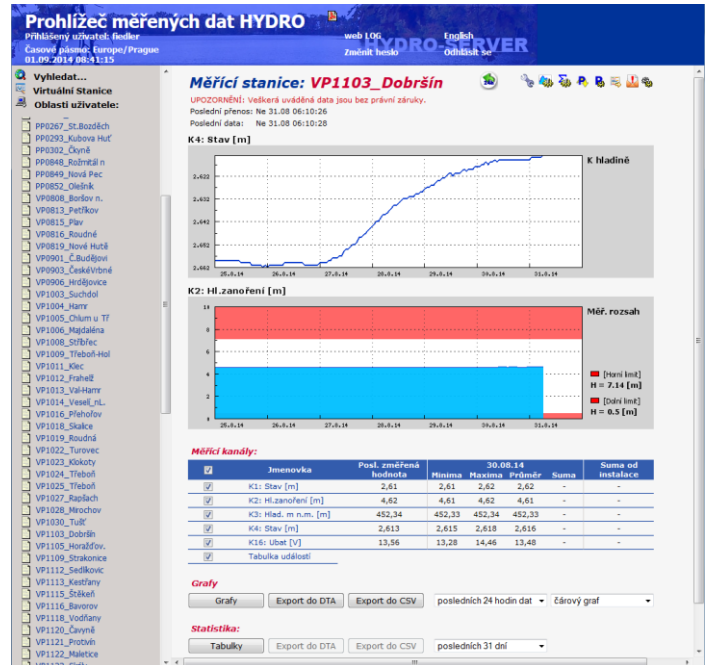 Prohlížeč měřených dat HYDRO
Přihlášený uživatel: fiedler
Časové pásmo: Europe/Prague
01.09.2014 08:41:15
web LOG
English
Změnit heslo
Odhlásit se
HYDRO-SERVER
Vyhledat...
Virtuální Stanice
Oblasti uživatele:
PP0267_St.Bozděch
PP0293_Kubova Huť
PP0302_Čkyně
PP0848_Rožmitál n
PP0849_Nová Pec
PP0852_Olešník
VP0808_Boršov n.
VP0813_Petříkov
VP0815_Plav
VP0816_Roudné
VP0819_Nové Hutě
VP0901_Č.Budějovi
VP0903_ČeskéVrbné
VP0906_Hrdějovice
VP1003_Suchdol
VP1004_Hamr
VP1005_Chlum u Tř
VP1006_Majdaléna
VP1008_Stříbřec
VP1009_Třeboň-Hol
VP1011_Klec
VP1012_Frahelž
VP1013_Val-Hamr
VP1014_Veselí_nL.
VP1016_Přehořov
VP1018_Skalice
VP1019_Roudná
VP1022_Turovec
VP1023_Klokoty
VP1024_Třeboň
VP1025_Třeboň
VP1027_Rapšach
VP1028_Mirochov
VP1030_Tušť
VP1103_Dobršín
VP1105_Horažďov.
VP1109_Strakonice
VP1112_Sedlíkovic
VP1113_Kestřany
VP1115_Štěkeň
VP1116_Bavorov
VP1118_Vodňany
VP1120_Čavyně
VP1121_Protivín
VP1122_Maletice
Měřící stanice: VP1103_Dobršín
UPOZORNĚNÍ: Veškerá uváděná data jsou bez právní záruky.
Poslední přenos: Ne 31.08 06:10:26
Poslední data: Ne 31.08 06:10:28
K4: Stav [m]
K hladině
2.622
2.632
2.642
2.652
2.662
25.8.14 26.8.14 27.8.14 28.8.14 29.8.14 30.8.14 31.8.14
K2: Hl.zanoření [m]
Měř. rozsah
10
8
6
4
2
0
[Horní limit]
H = 7.14 [m]
[Dolní limit]
H = 0.5 [m]
25.8.14 26.8.14 27.8.14 28.8.14 29.8.14 30.8.14 31.8.14
Měřící kanály:
Jmenovka Posl. změřená hodnota 30.08.14 Suma od instalace
Minima Maxima Průměr Suma
K1: Stav [m] 2,61 2,61 2,62 2,62 - -
K2: Hl.zanoření [m] 4,62 4,61 4,62 4,61 - -
K3: Hlad. m n.m. [m] 452,34 452,33 452,34 452,33 - -
K4: Stav [m] 2,613 2,615 2,618 2,616 - -
K16: Ubat [V] 13,56 13,28 14,46 13,48 - -
Tabulka událostí
Grafy
Grafy Export do DTA Export do CSV posledních 24 hodin dat čárový graf
Statistika:
Tabulky Export do DTA Export do CSV posledních 31 dní